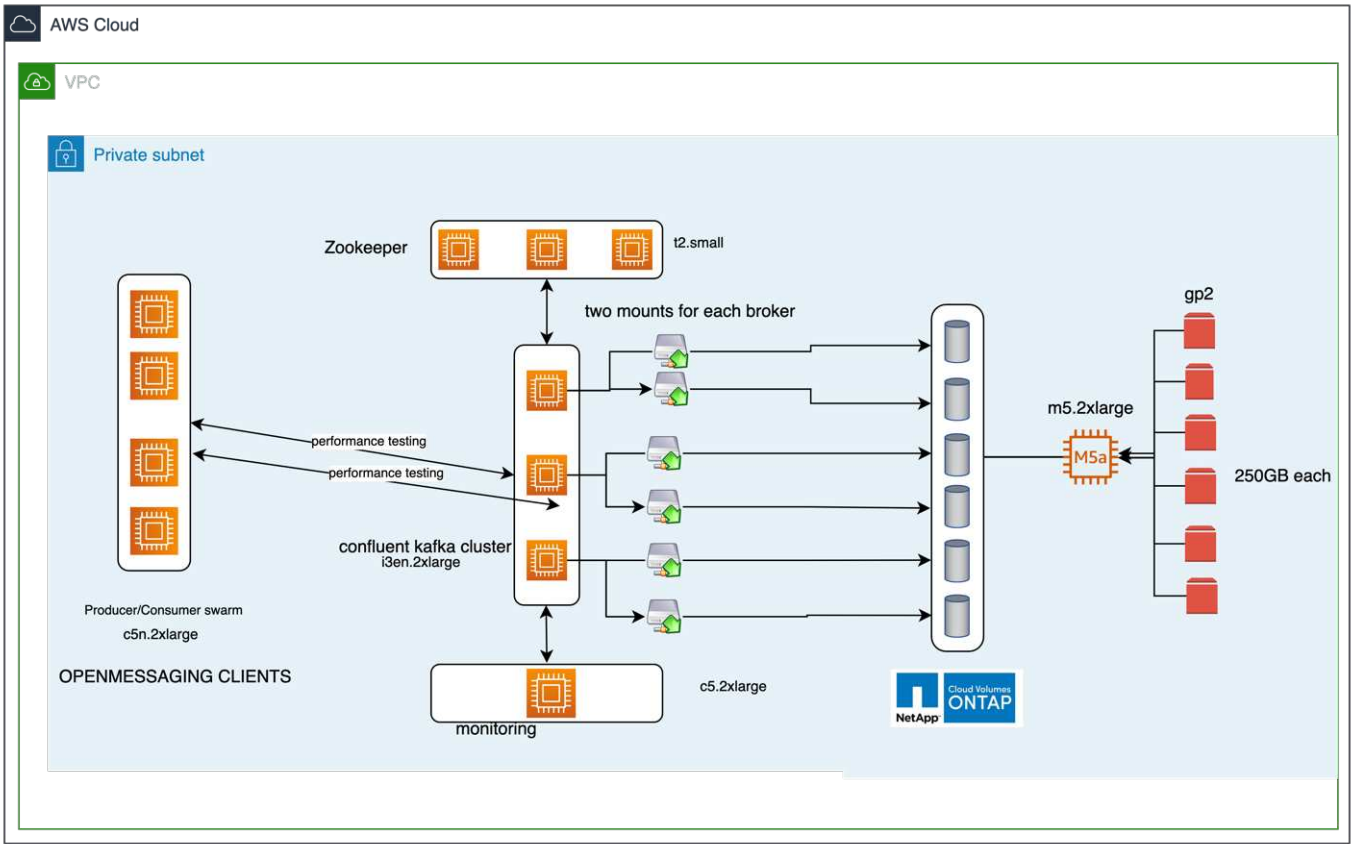 AWS Cloud
VPC
Private subnet
Zookeeper
t2.small
two mounts for each broker
gp2
m5.2xlarge
M5a
250GB each
performance testing
performance testing
confluent kafka cluster
i3en.2xlarge
Producer/Consumer swarm
c5n.2xlarge
OPENMESSAGING CLIENTS
c5.2xlarge
monitoring
NetApp
Cloud Volumes
ONTAP